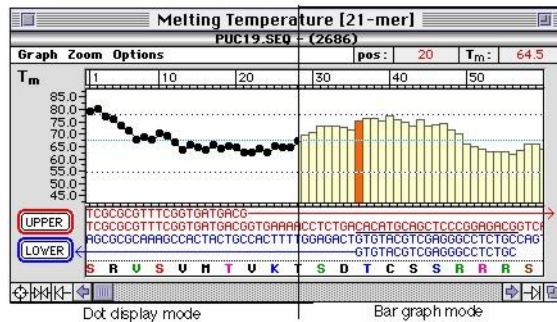 Melting Temperature [21-mer]
PUC19.SEQ - (2686)
Graph Zoom Options pos: 20 Tm: 64.5
Tm 1 10 20 30 40 50
85.0
80.0
75.0
70.0
65.0
60.0
55.0
50.0
45.0
UPPER
TCGCGCGTTTCGGTGATGACG
TCGCGCGTTTCGGTGATGACGGTGAAAACCTCTGACACATGCAGCTCCCGGAGACGGTCA
LOWER
AGCGCGCAAAGCCACTACTGCCACTTTTGGAGACTGTGTACGTCGAGGGCCTCTGCCAGT
GTGTACGTCGAGGGCCTCTGC
S R V S V M T V K T S D T C S S R R R S
Dot display mode Bar graph mode